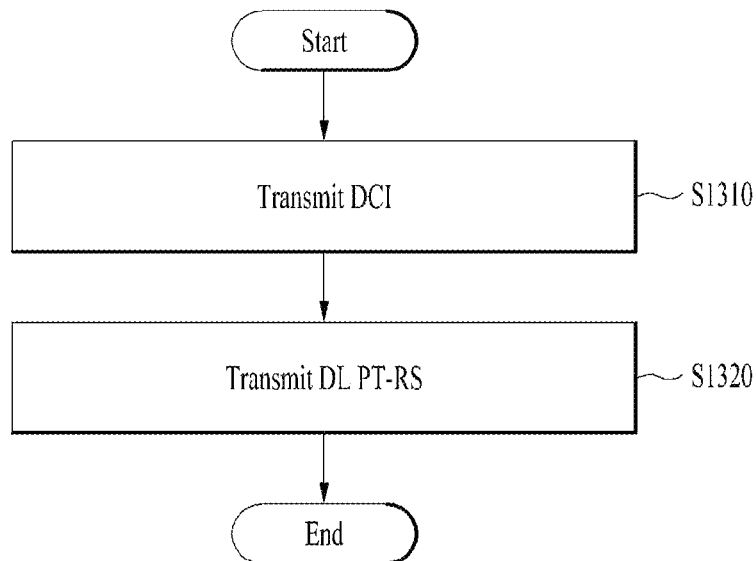 Start
Transmit DCI
S1310
Transmit DL PT-RS
S1320
End